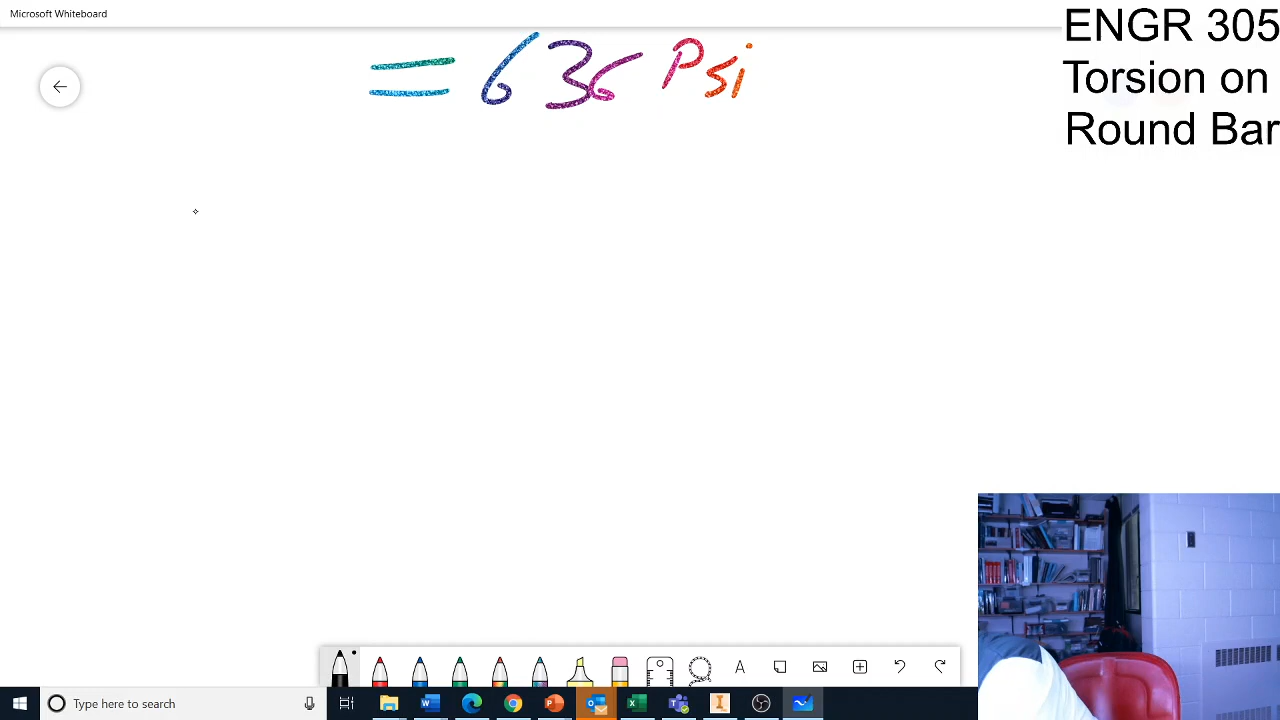 Microsoft Whiteboard
= 636 Psi
ENGR 305
Torsion on
Round Bar
A
Type here to search